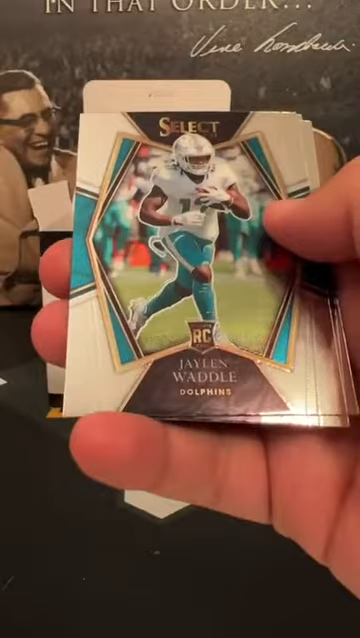 IN THAT ORDER...
Vince Lombardi
SELECT
RC
JAYLEN
WADDLE
DOLPHINS